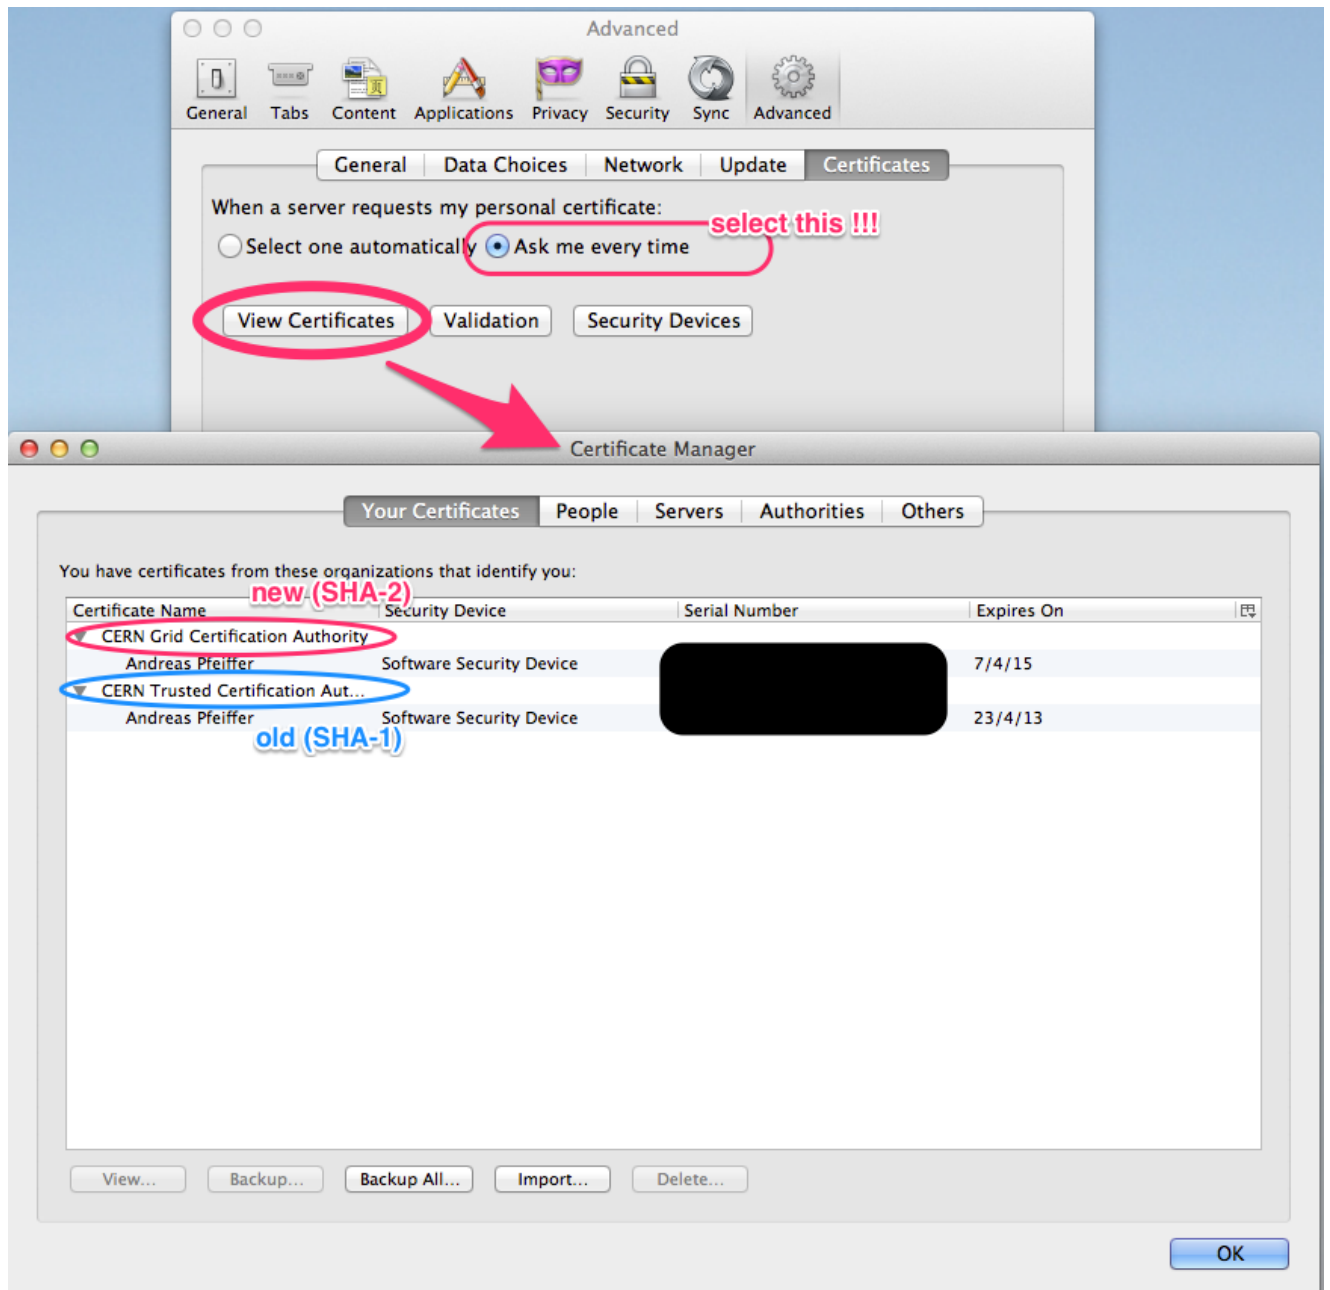 Advanced
General Tabs Content Applications Privacy Security Sync Advanced
General Data Choices Network Update Certificates
When a server requests my personal certificate:
select this !!!
Select one automatically Ask me every time
View Certificates Validation Security Devices
Certificate Manager
Your Certificates People Servers Authorities Others
You have certificates from these organizations that identify you:
new (SHA-2)
Certificate Name Security Device Serial Number Expires On
CERN Grid Certification Authority
Andreas Pfeiffer Software Security Device 7/4/15
CERN Trusted Certification Aut...
Andreas Pfeiffer Software Security Device 23/4/13
old (SHA-1)
View... Backup... Backup All... Import... Delete...
OK